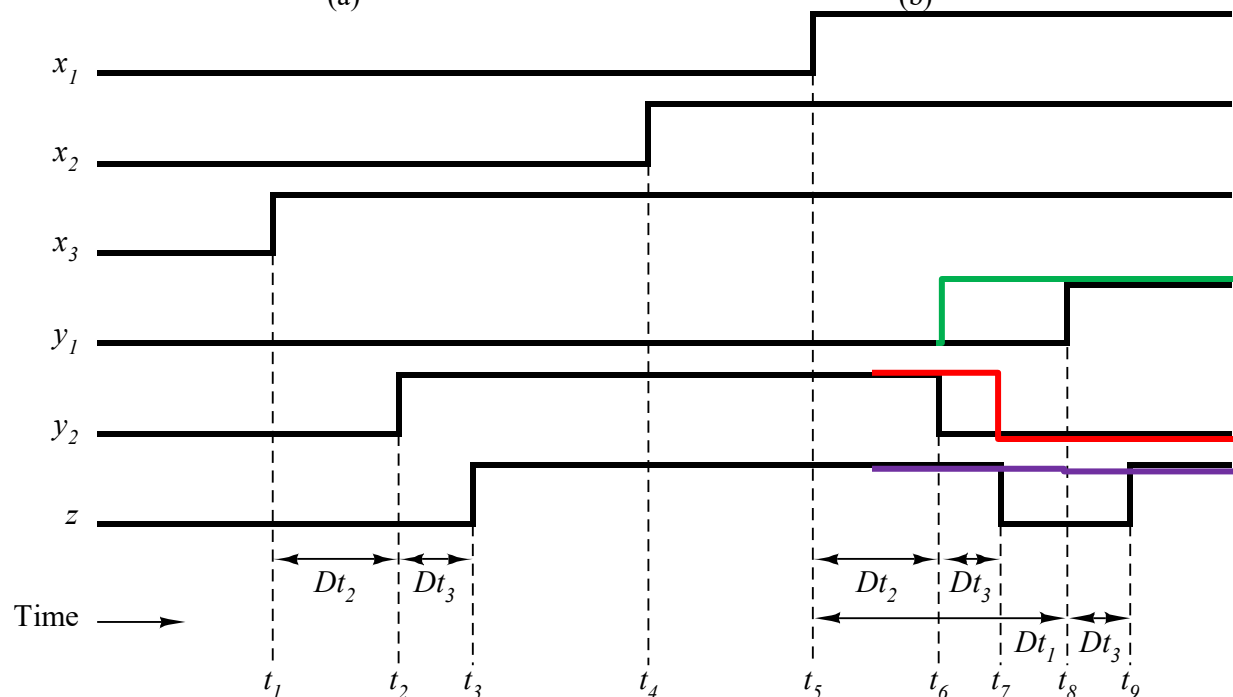 (a) (b)
x1
x2
x3
y1
y2
z
Dt2 Dt3 Dt2 Dt3
Time Dt1 Dt3
t1 t2 t3 t4 t5 t6 t7 t8 t9